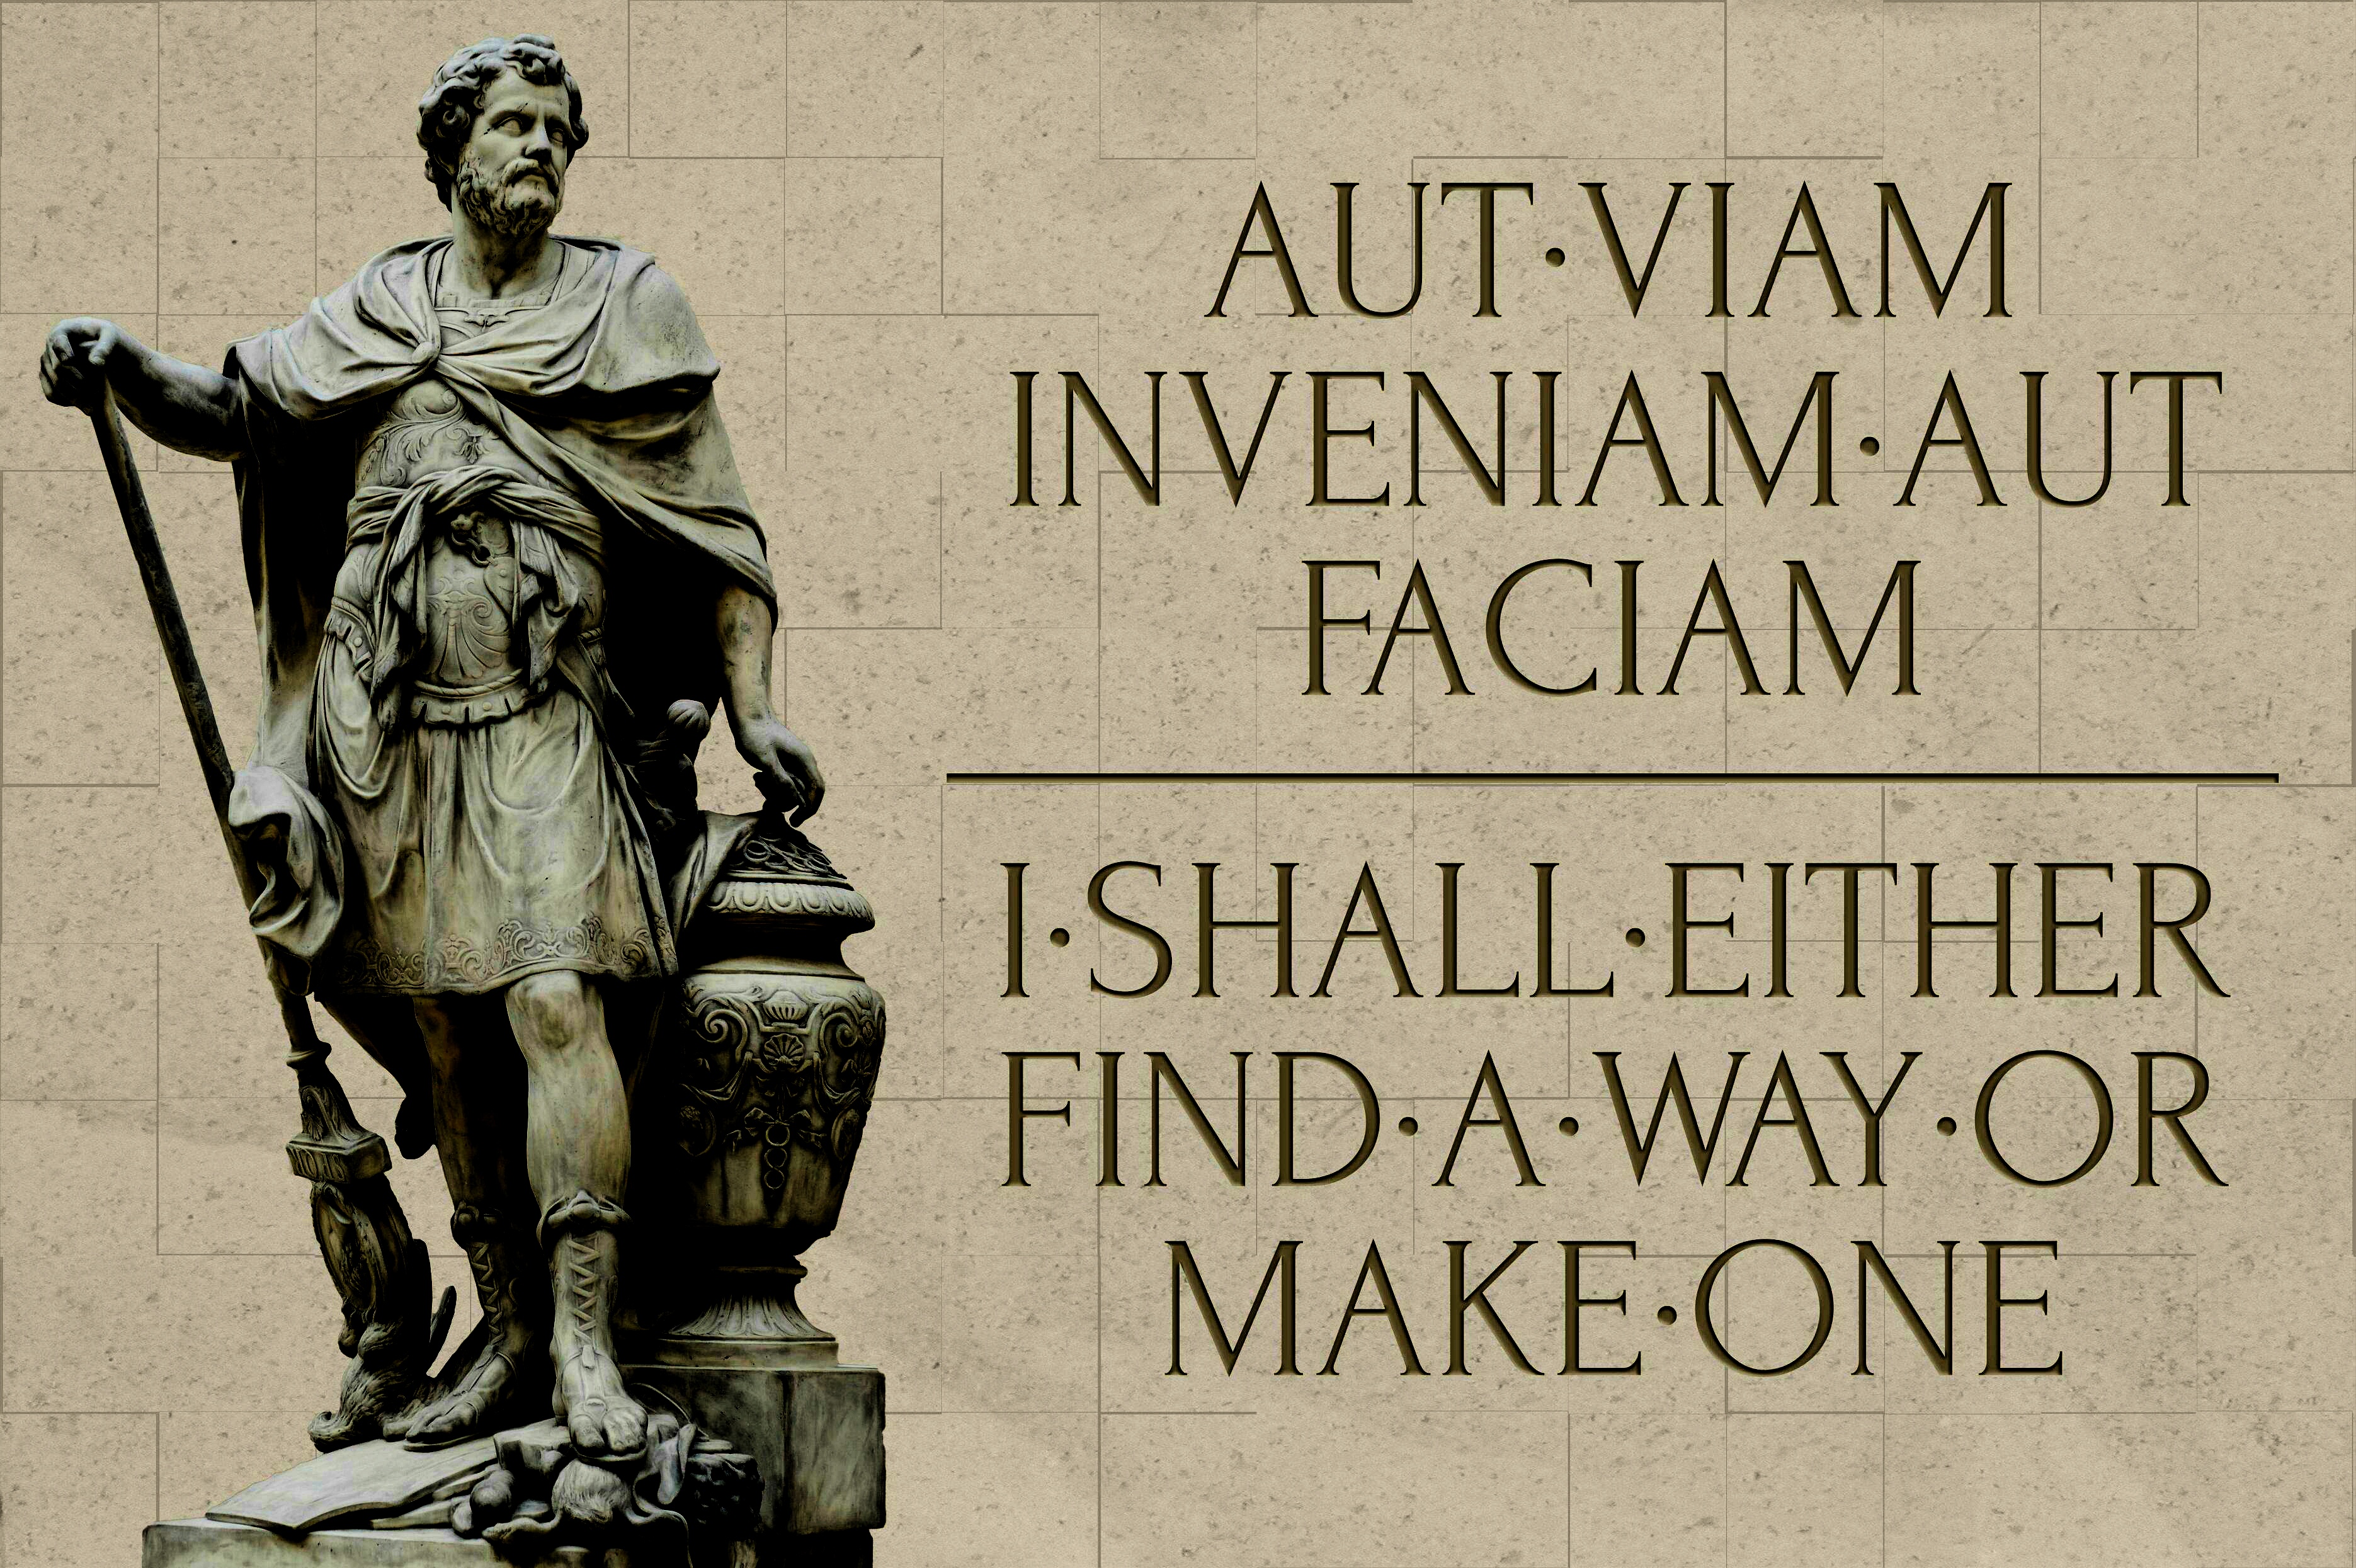 AUT·VIAM
INVENIAM·AUT
FACIAM
I·SHALL·EITHER
FIND·A·WAY·OR
MAKE·ONE